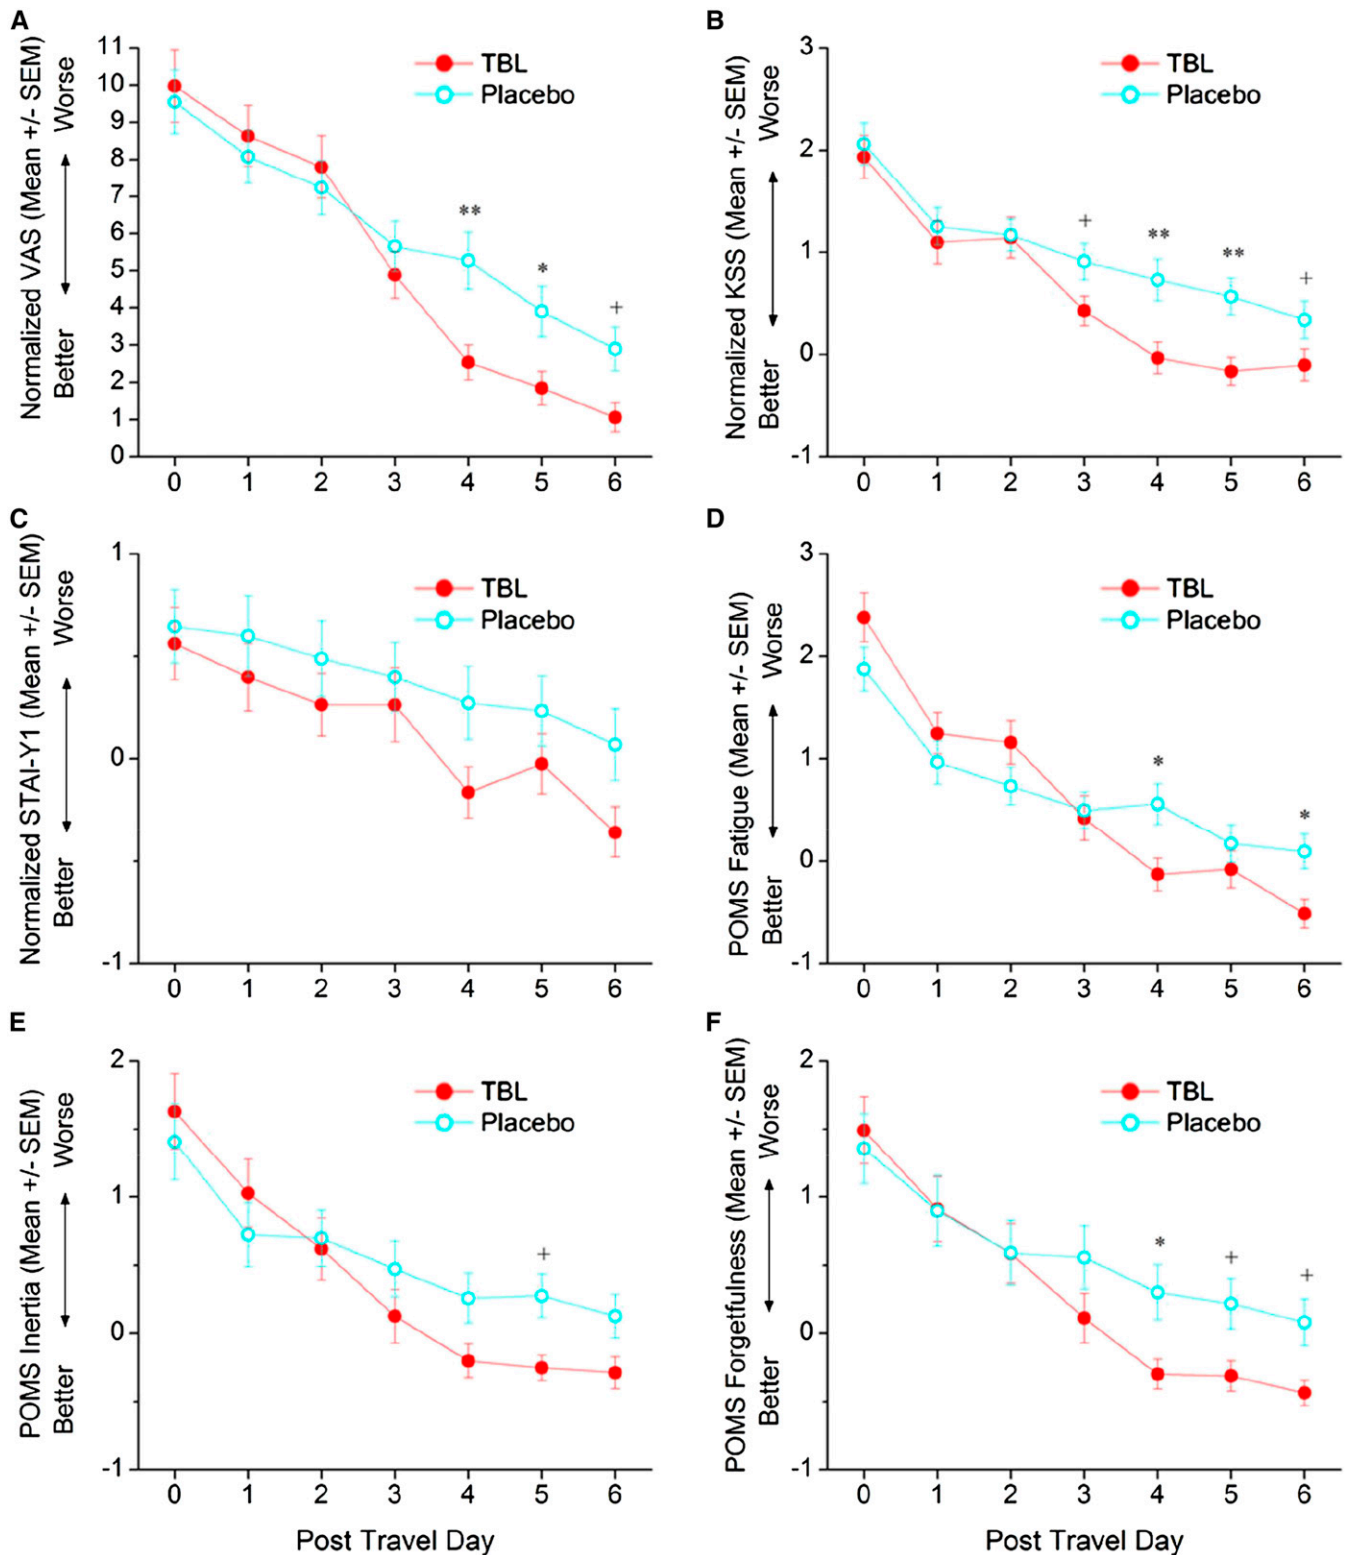 A
Normalized VAS (Mean +/- SEM)
Better
Worse
11
10
9
8
7
6
5
4
3
2
1
0
TBL
Placebo
**
*
+
0 1 2 3 4 5 6
B
Normalized KSS (Mean +/- SEM)
Better
Worse
3
2
1
0
-1
TBL
Placebo
+
**
**
+
0 1 2 3 4 5 6
C
Normalized STAI-Y1 (Mean +/- SEM)
Better
Worse
1
0
-1
TBL
Placebo
0 1 2 3 4 5 6
D
POMS Fatigue (Mean +/- SEM)
Better
Worse
3
2
1
0
-1
TBL
Placebo
*
*
0 1 2 3 4 5 6
E
POMS Inertia (Mean +/- SEM)
Better
Worse
2
1
0
-1
TBL
Placebo
+
0 1 2 3 4 5 6
Post Travel Day
F
POMS Forgetfulness (Mean +/- SEM)
Better
Worse
2
1
0
-1
TBL
Placebo
*
+
+
0 1 2 3 4 5 6
Post Travel Day